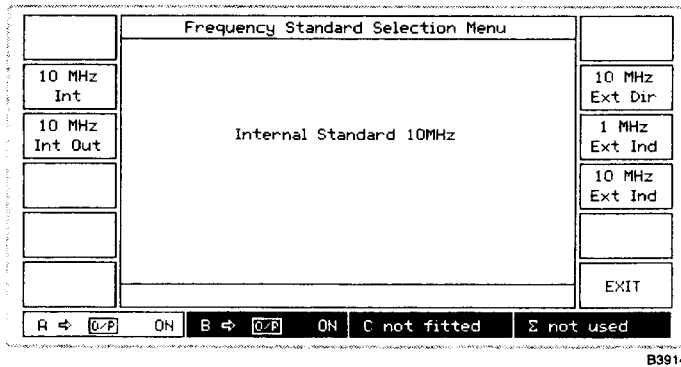 Frequency Standard Selection Menu
10 MHz
Int
10 MHz
Int Out
Internal Standard 10MHz
10 MHz
Ext Dir
1 MHz
Ext Ind
10 MHz
Ext Ind
EXIT
A ⇨ O/P ON
B ⇨ O/P ON
C not fitted
Σ not used
B3914